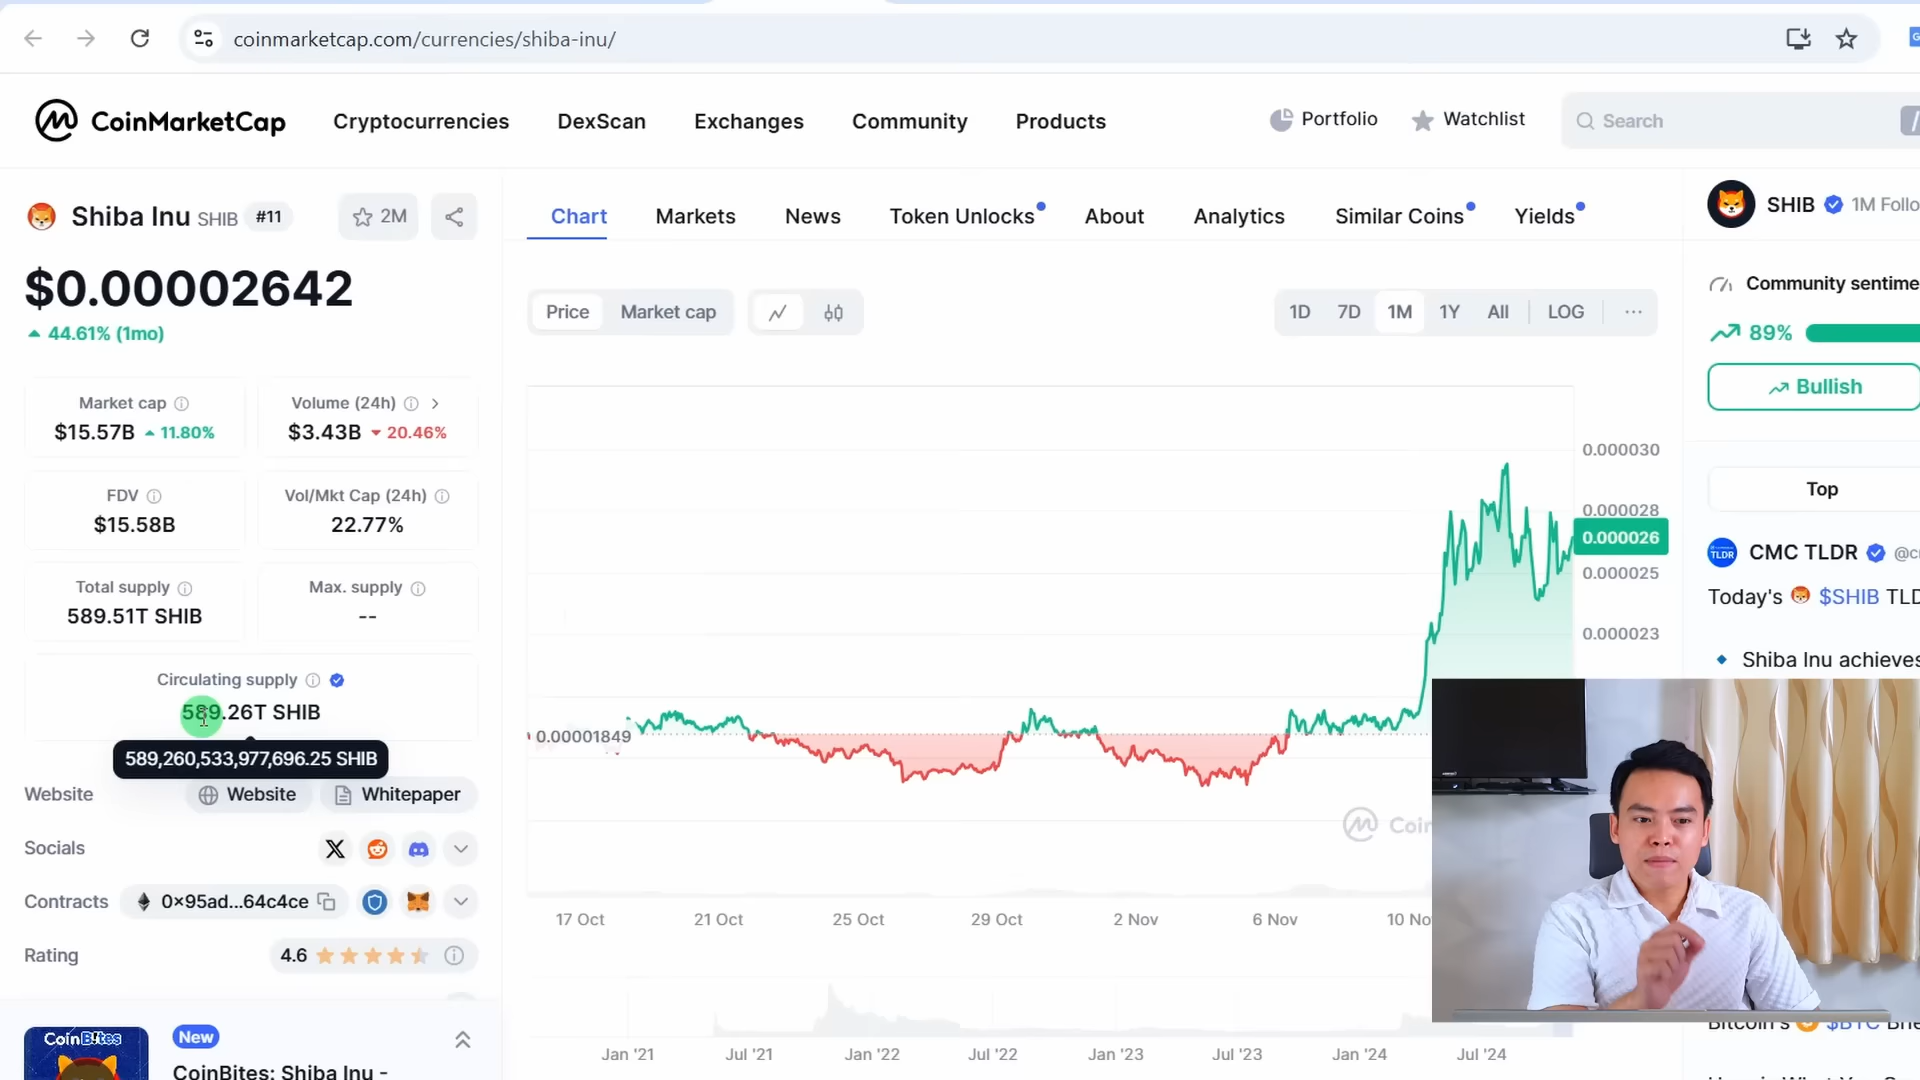 coinmarketcap.com/currencies/shiba-inu/
CoinMarketCap
Cryptocurrencies
DexScan
Exchanges
Community
Products
Portfolio
Watchlist
Search
/
Shiba Inu SHIB #11
2M
$0.00002642
44.61% (1mo)
Market cap
$15.57B 11.80%
Volume (24h)
$3.43B 20.46%
FDV
$15.58B
Vol/Mkt Cap (24h)
22.77%
Total supply
589.51T SHIB
Max. supply
--
Circulating supply
589.26T SHIB
589,260,533,977,696.25 SHIB
Website
Website
Whitepaper
Socials
Contracts
0x95ad...64c4ce
Rating
4.6
CoinB!tes
New
CoinBites: Shiba Inu -
Chart
Markets
News
Token Unlocks
About
Analytics
Similar Coins
Yields
Price
Market cap
1D
7D
1M
1Y
All
LOG
...
0.000030
0.000028
0.000026
0.000025
0.000023
0.00001849
17 Oct
21 Oct
25 Oct
29 Oct
2 Nov
6 Nov
10 Nov
Jan '21
Jul '21
Jan '22
Jul '22
Jan '23
Jul '23
Jan '24
Jul '24
SHIB 1M Follo
Community sentime
89%
Bullish
Top
TLDR
CMC TLDR @c
Today's $SHIB TLD
Shiba Inu achieves
Bitcoin's $BTC Brie